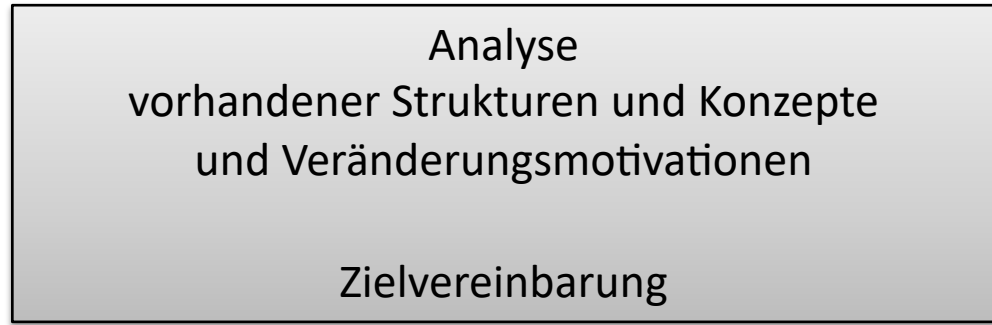 Analyse
vorhandener Strukturen und Konzepte
und Veränderungsmotivationen
Zielvereinbarung